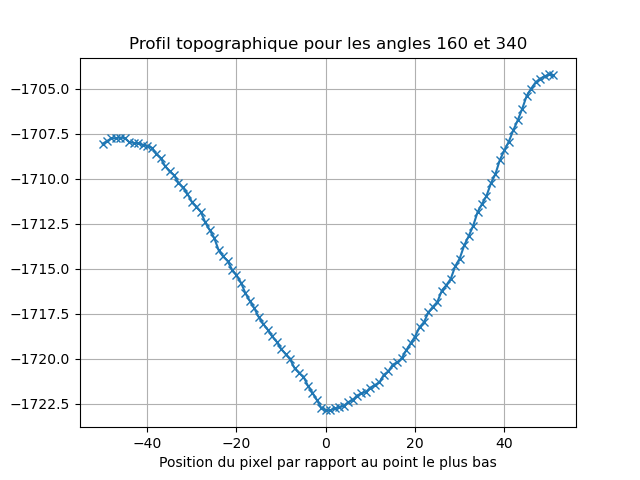 Profil topographique pour les angles 160 et 340
−1705.0
−1707.5
−1710.0
−1712.5
−1715.0
−1717.5
−1720.0
−1722.5
−40 −20 0 20 40
Position du pixel par rapport au point le plus bas